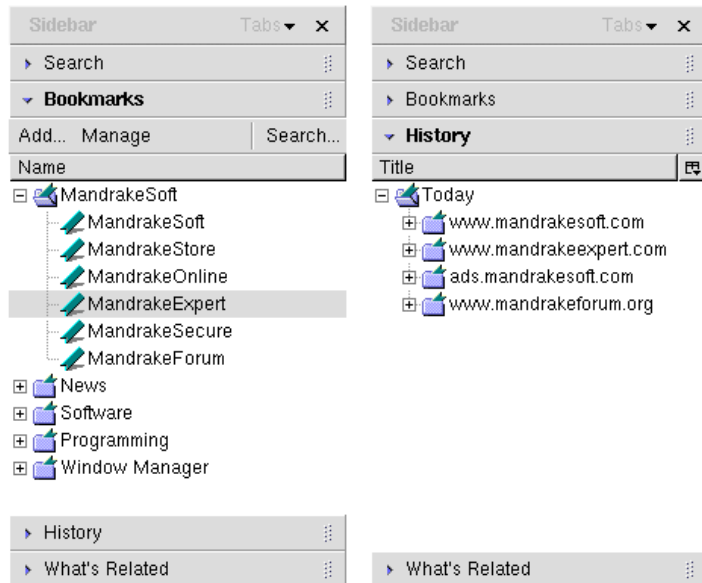 Sidebar Tabs
Search
Bookmarks
Add... Manage Search...
Name
MandrakeSoft
MandrakeSoft
MandrakeStore
MandrakeOnline
MandrakeExpert
MandrakeSecure
MandrakeForum
News
Software
Programming
Window Manager
History
What's Related
Sidebar Tabs
Search
Bookmarks
History
Title
Today
www.mandrakesoft.com
www.mandrakeexpert.com
ads.mandrakesoft.com
www.mandrakeforum.org
What's Related